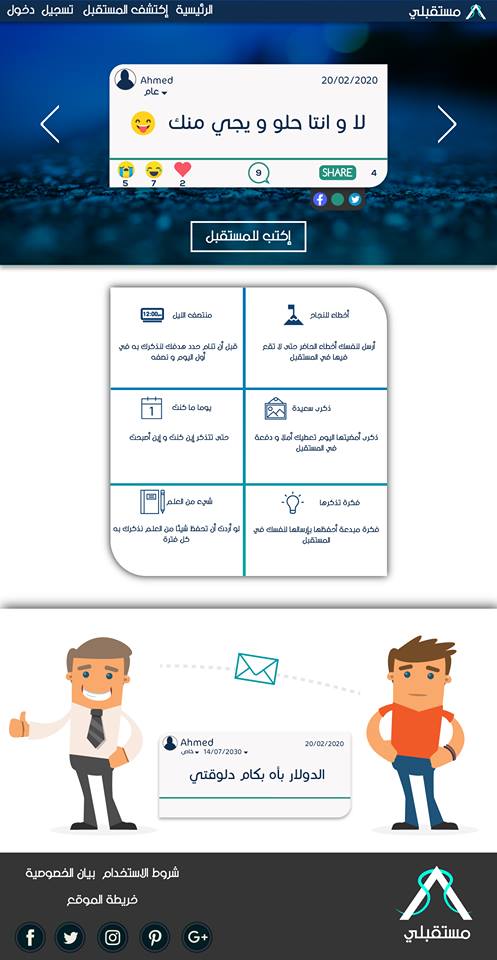 مستقبلي
الرئيسية إكتشف المستقبل تسجيل دخول
Ahmed
عام
20/02/2020
لا و انتا حلو و يجي منك
5 7 2 9 SHARE 4
إكتب للمستقبل
أخطاء للنجاح
أرسل لنفسك أخطاء الحاضر حتى لا تقع
فيها في المستقبل
12:00am منتصف الليل
قبل أن تنام حدد هدفك لنذكرك به في
أول اليوم و نصفه
ذكرى سعيدة
ذكرى أمضيتها اليوم تعطيك أملا و دفعة
في المستقبل
1 يوما ما كنت
حتى تتذكر إين كنت و إين أصبحت
فكرة تذكرها
فكرة مبدعة أحفظها بإرسالها لنفسك في
المستقبل
شيء من العلم
لو أردت أن تحفظ شيئا من العلم نذكرك به
كل فترة
Ahmed
خاص 14/07/2030
20/02/2020
الدولار بأه بكام دلوقتي
شروط الاستخدام بيان الخصوصية
خريطة الموقع
مستقبلي